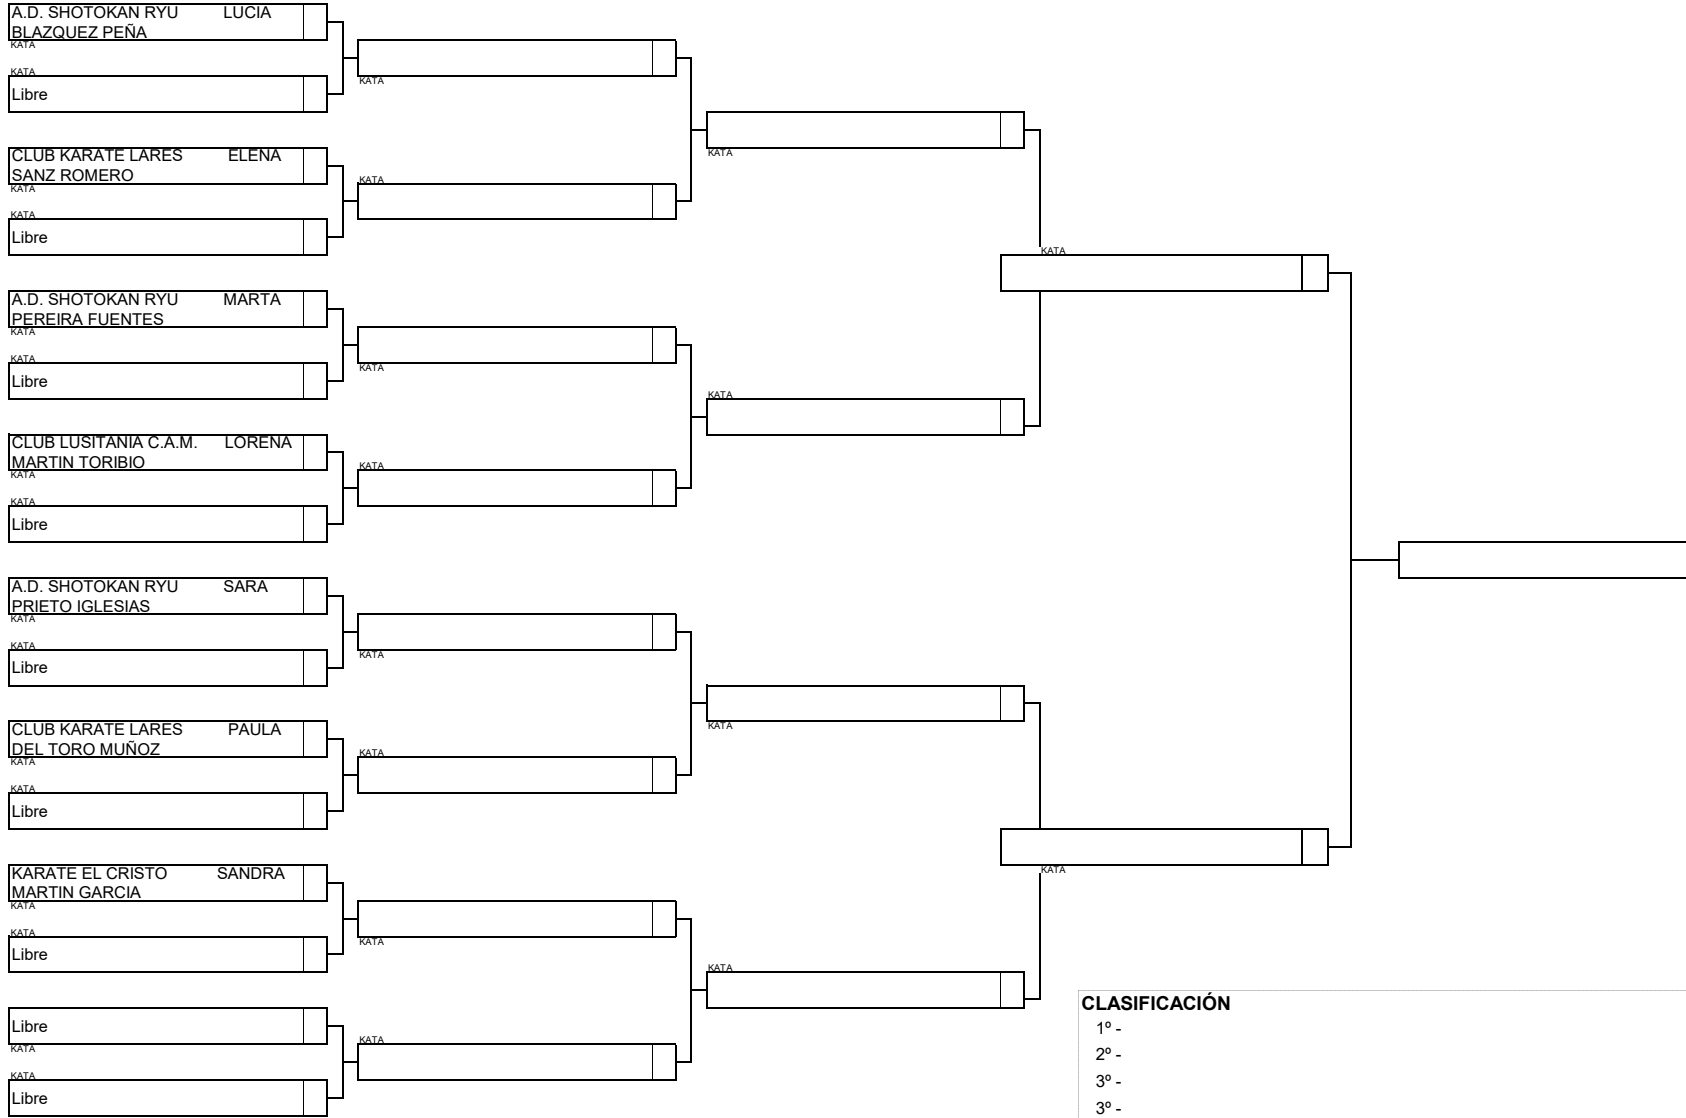 A.D. SHOTOKAN RYU LUCIA
BLAZQUEZ PEÑA
KATA
KATA
Libre
CLUB KARATE LARES ELENA
SANZ ROMERO
KATA
KATA
Libre
A.D. SHOTOKAN RYU MARTA
PEREIRA FUENTES
KATA
KATA
Libre
CLUB LUSITANIA C.A.M. LORENA
MARTIN TORIBIO
KATA
KATA
Libre
A.D. SHOTOKAN RYU SARA
PRIETO IGLESIAS
KATA
KATA
Libre
CLUB KARATE LARES PAULA
DEL TORO MUÑOZ
KATA
KATA
Libre
KARATE EL CRISTO SANDRA
MARTIN GARCIA
KATA
KATA
Libre
Libre
KATA
KATA
Libre
KATA
KATA
KATA
KATA
KATA
KATA
KATA
KATA
KATA
KATA
KATA
KATA
KATA
KATA
CLASIFICACIÓN
1º -
2º -
3º -
3º -